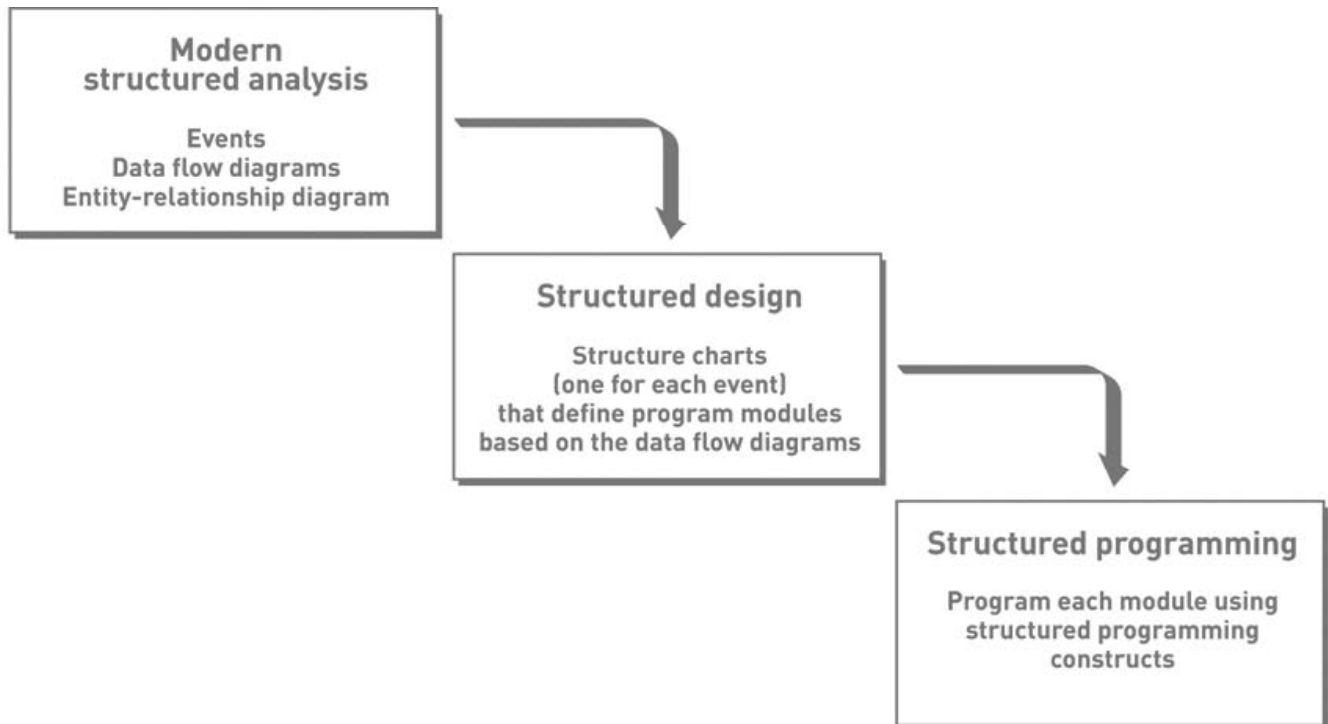 Modern
structured analysis
Events
Data flow diagrams
Entity-relationship diagram
Structured design
Structure charts
(one for each event)
that define program modules
based on the data flow diagrams
Structured programming
Program each module using
structured programming
constructs